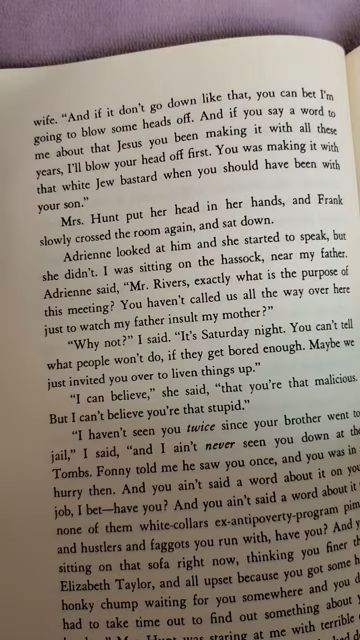 wife. "And if it don't go down like that, you can bet I'm
going to blow some heads off. And if you say a word to
me about that Jesus you been making it with all these
years, I'll blow your head off first. You was making it with
that white Jew bastard when you should have been with
your son."
Mrs. Hunt put her head in her hands, and Frank
slowly crossed the room again, and sat down.
Adrienne looked at him and she started to speak, but
she didn't. I was sitting on the hassock, near my father.
Adrienne said, "Mr. Rivers, exactly what is the purpose of
this meeting? You haven't called us all the way over here
just to watch my father insult my mother?"
"Why not?" I said. "It's Saturday night. You can't tell
what people won't do, if they get bored enough. Maybe we
just invited you over to liven things up."
"I can believe," she said, "that you're that malicious.
But I can't believe you're that stupid."
"I haven't seen you twice since your brother went to
jail," I said, "and I ain't never seen you down at the
Tombs. Fonny told me he saw you once, and you was in
hurry then. And you ain't said a word about it on you
job, I bet—have you? And you ain't said a word about it
none of them white-collars ex-antipoverty-program pim
and hustlers and faggots you run with, have you? And y
sitting on that sofa right now, thinking you finer th
Elizabeth Taylor, and all upset because you got some h
honky chump waiting for you somewhere and you d
had to take time out to find out something about y
Mrs. Hunt was staring at me with terrible